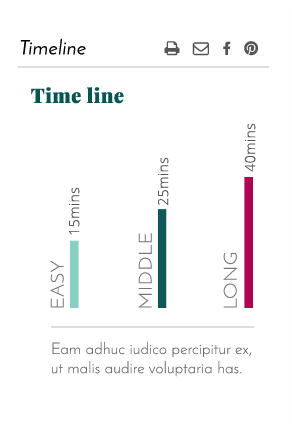 Timeline
Time line
EASY
15mins
MIDDLE
25mins
LONG
40mins
Eam adhuc iudico percipitur ex,
ut malis audire voluptaria has.